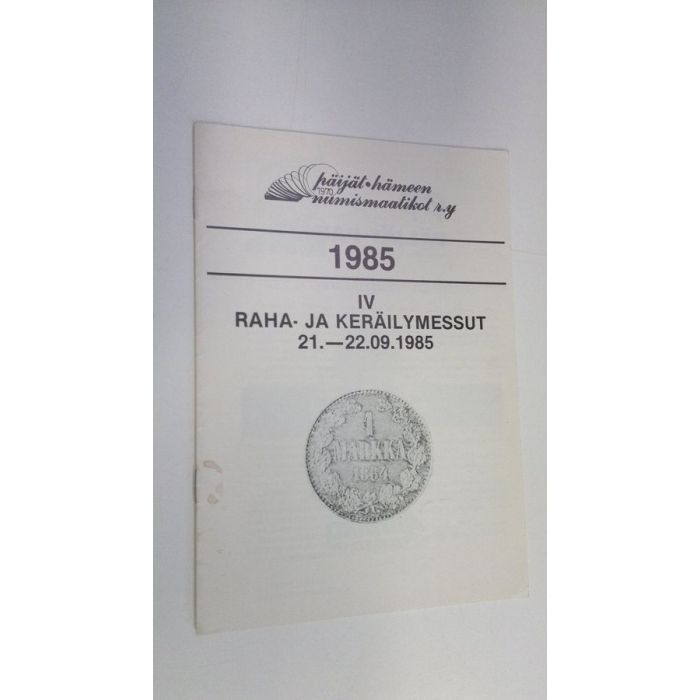 päijät-hämeen
1970
numismaatikot r.y
1985
IV
RAHA- JA KERÄILYMESSUT
21.—22.09.1985
1
MARKKA
1864